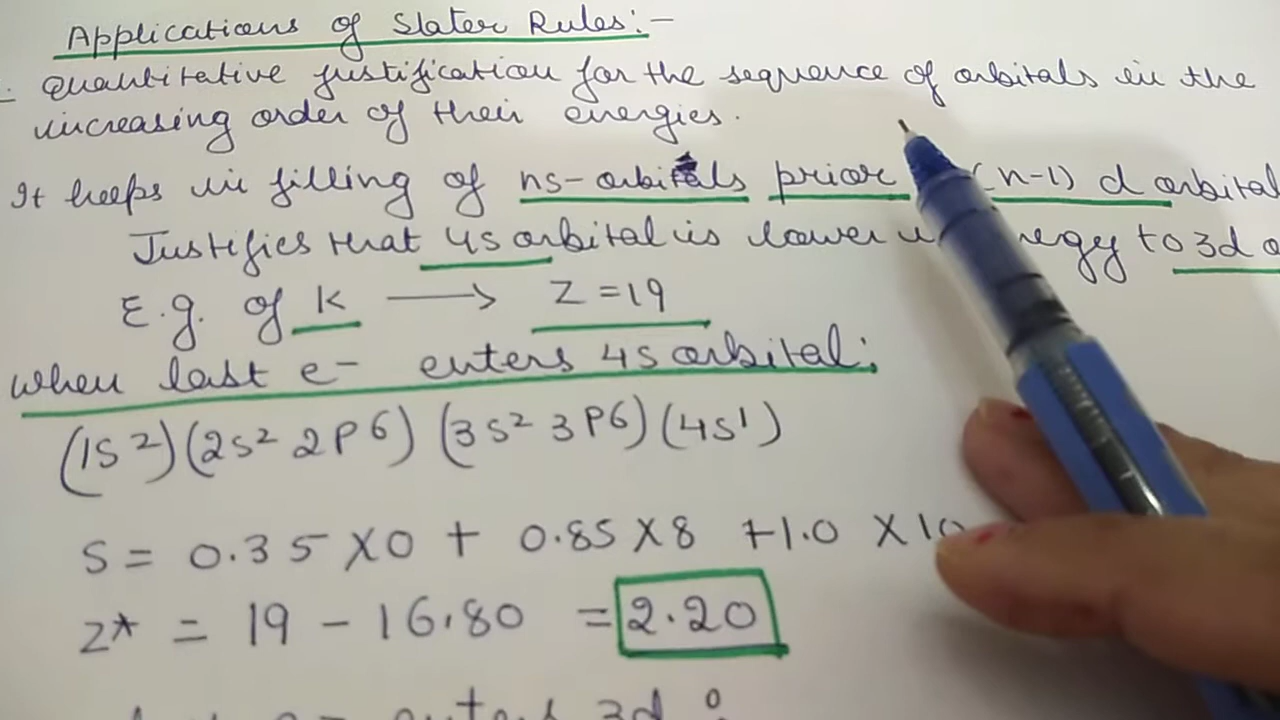 Applications of Slater Rules:-
- Quantitative justification for the sequence of orbitals in the
increasing order of their energies.
It helps in filling of ns-orbitals prior (n-1) d orbital
Justifies that 4s orbital is lower energy to 3d
E.g. of K → Z = 19
when last e- enters 4s orbital:
(1S²)(2S² 2P⁶) (3S² 3P⁶)(4S¹)
S = 0.35 X0 + 0.85 X 8 +1.0 X 10
Z* = 19 - 16.80 = 2.20
enters 3d :